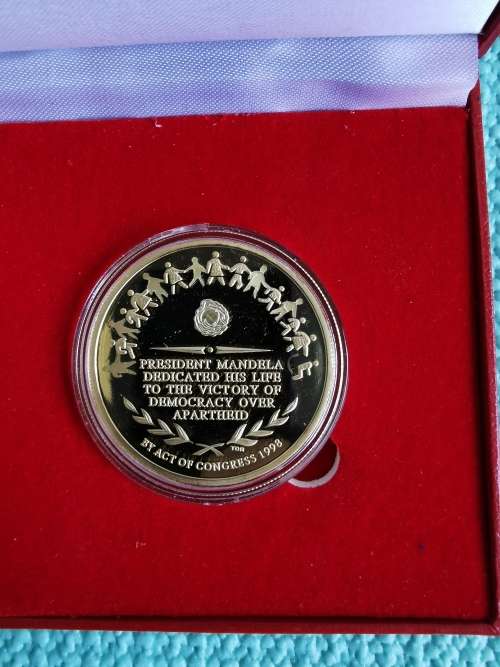 PRESIDENT MANDELA
DEDICATED HIS LIFE
TO THE VICTORY OF
DEMOCRACY OVER
APARTHEID
BY ACT OF CONGRESS 1998